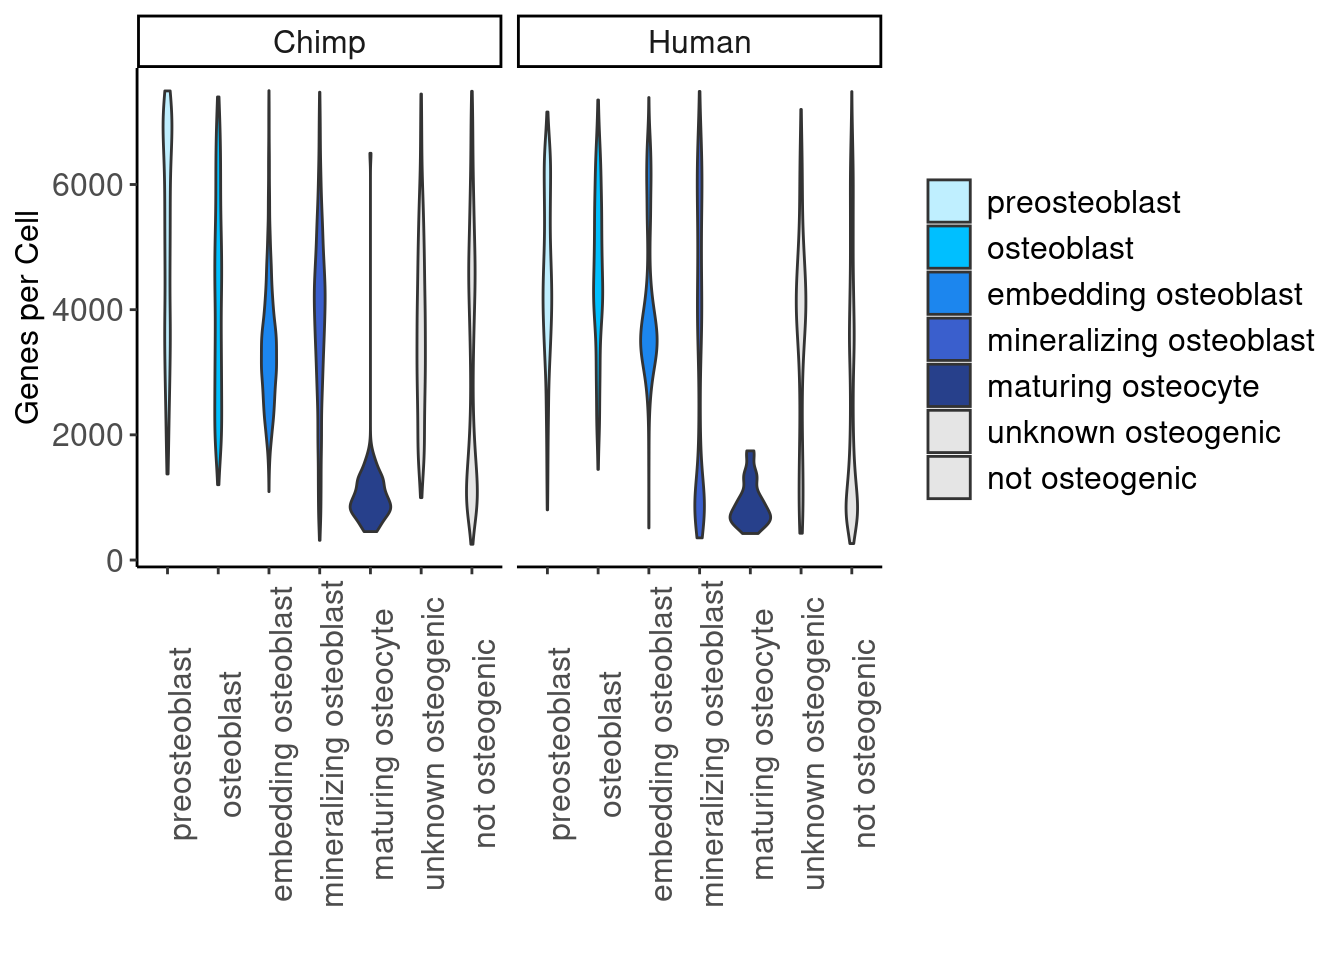 Chimp
Human
Genes per Cell
6000
4000
2000
0
preosteoblast
osteoblast
embedding osteoblast
mineralizing osteoblast
maturing osteocyte
unknown osteogenic
not osteogenic
preosteoblast
osteoblast
embedding osteoblast
mineralizing osteoblast
maturing osteocyte
unknown osteogenic
not osteogenic
preosteoblast
osteoblast
embedding osteoblast
mineralizing osteoblast
maturing osteocyte
unknown osteogenic
not osteogenic